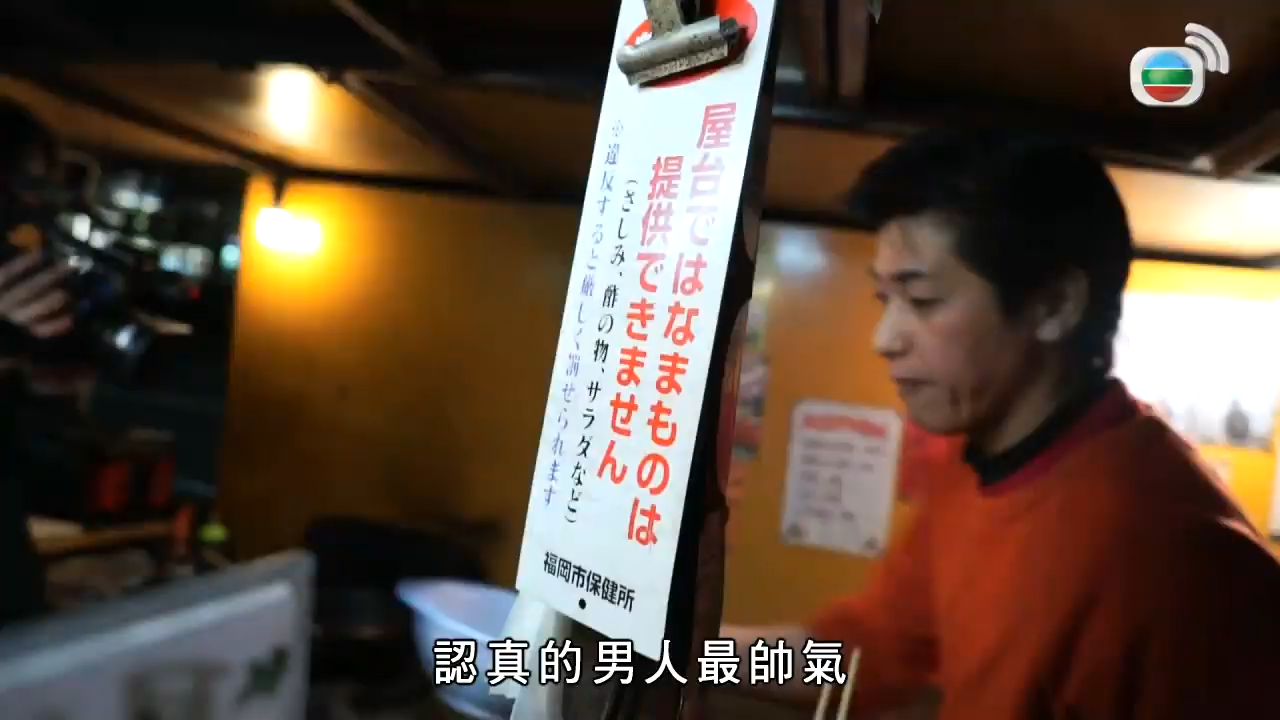 屋台ではなまものは
提供できません
(さしみ、酢の物、サラダなど)
※違反すると厳しく罰せられます
福岡市保健所
認真的男人最帥氣